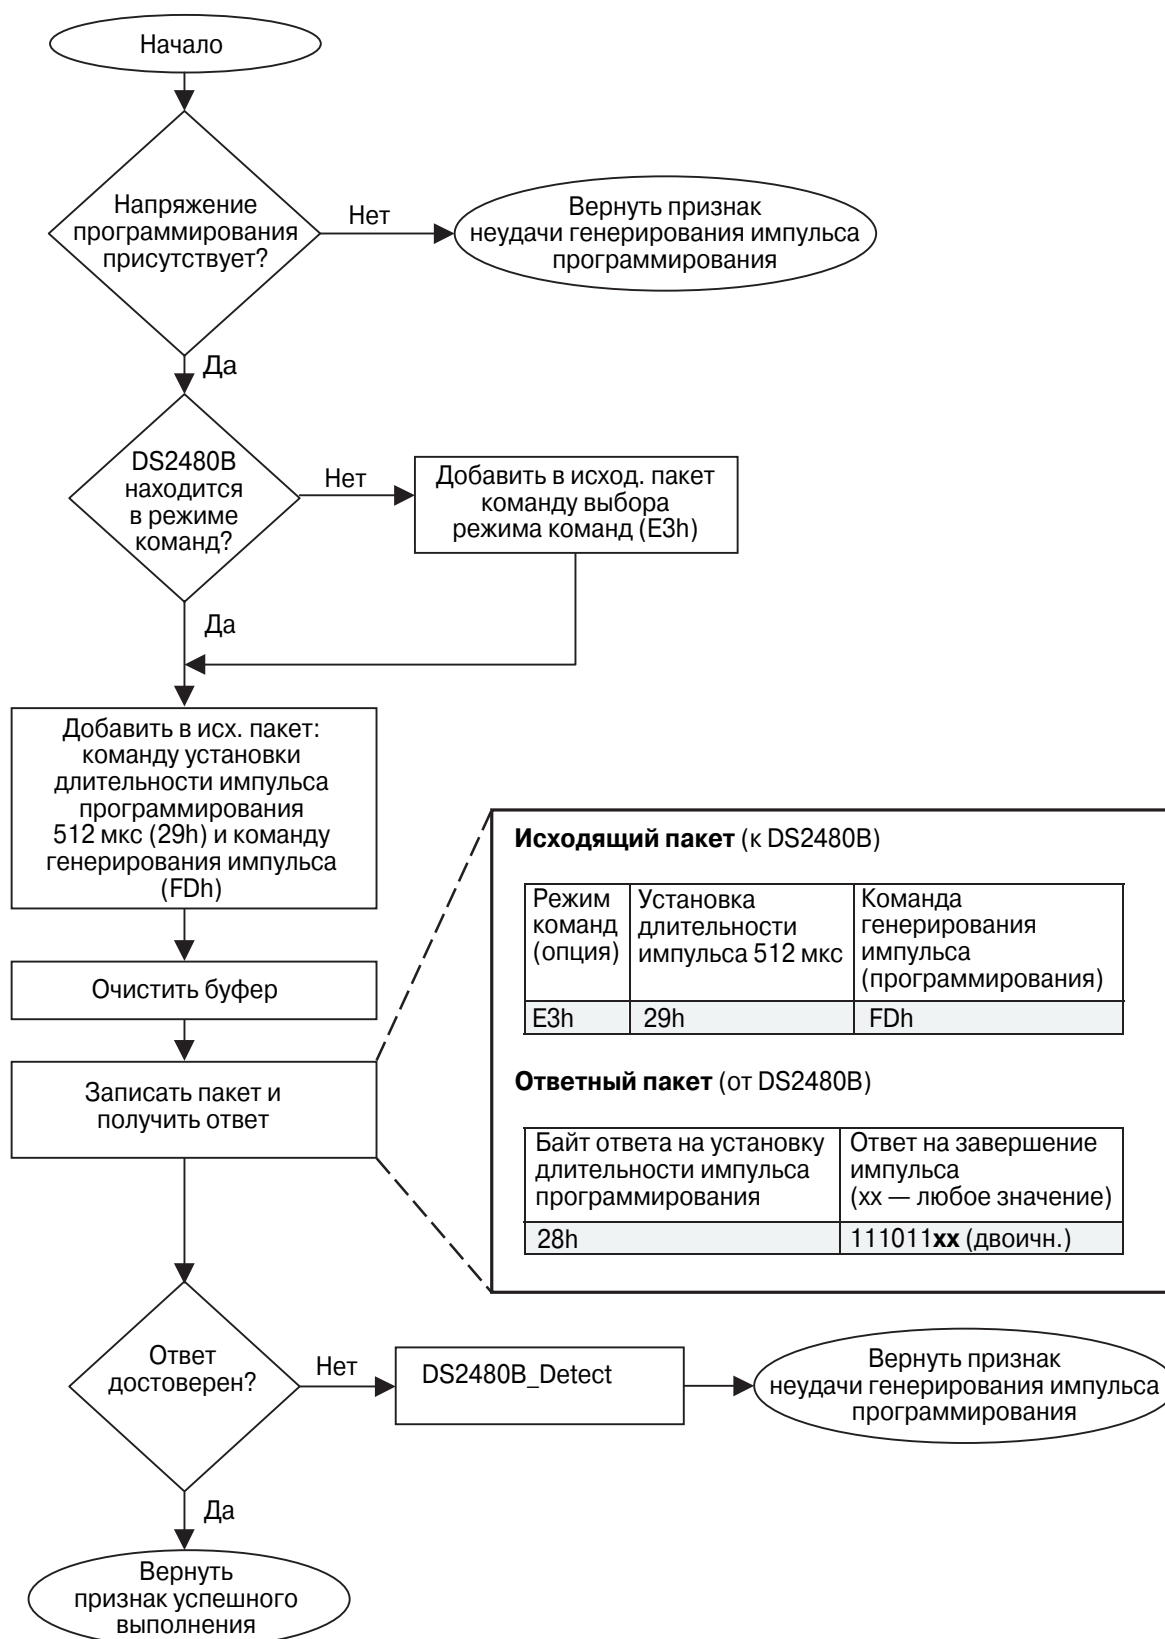 Начало
Напряжение
программирования
присутствует?
Нет
Вернуть признак
неудачи генерирования импульса
программирования
Да
DS2480B
находится
в режиме
команд?
Нет
Добавить в исход. пакет
команду выбора
режима команд (E3h)
Да
Добавить в исх. пакет:
команду установки
длительности импульса
программирования
512 мкс (29h) и команду
генерирования импульса
(FDh)
Очистить буфер
Записать пакет и
получить ответ
Исходящий пакет (к DS2480B)
Режим
команд
(опция)
Установка
длительности
импульса 512 мкс
Команда
генерирования
импульса
(программирования)
E3h
29h
FDh
Ответный пакет (от DS2480B)
Байт ответа на установку
длительности импульса
программирования
Ответ на завершение
импульса
(xx — любое значение)
28h
111011xx (двоичн.)
Ответ
достоверен?
Нет
DS2480B_Detect
Вернуть признак
неудачи генерирования импульса
программирования
Да
Вернуть
признак успешного
выполнения